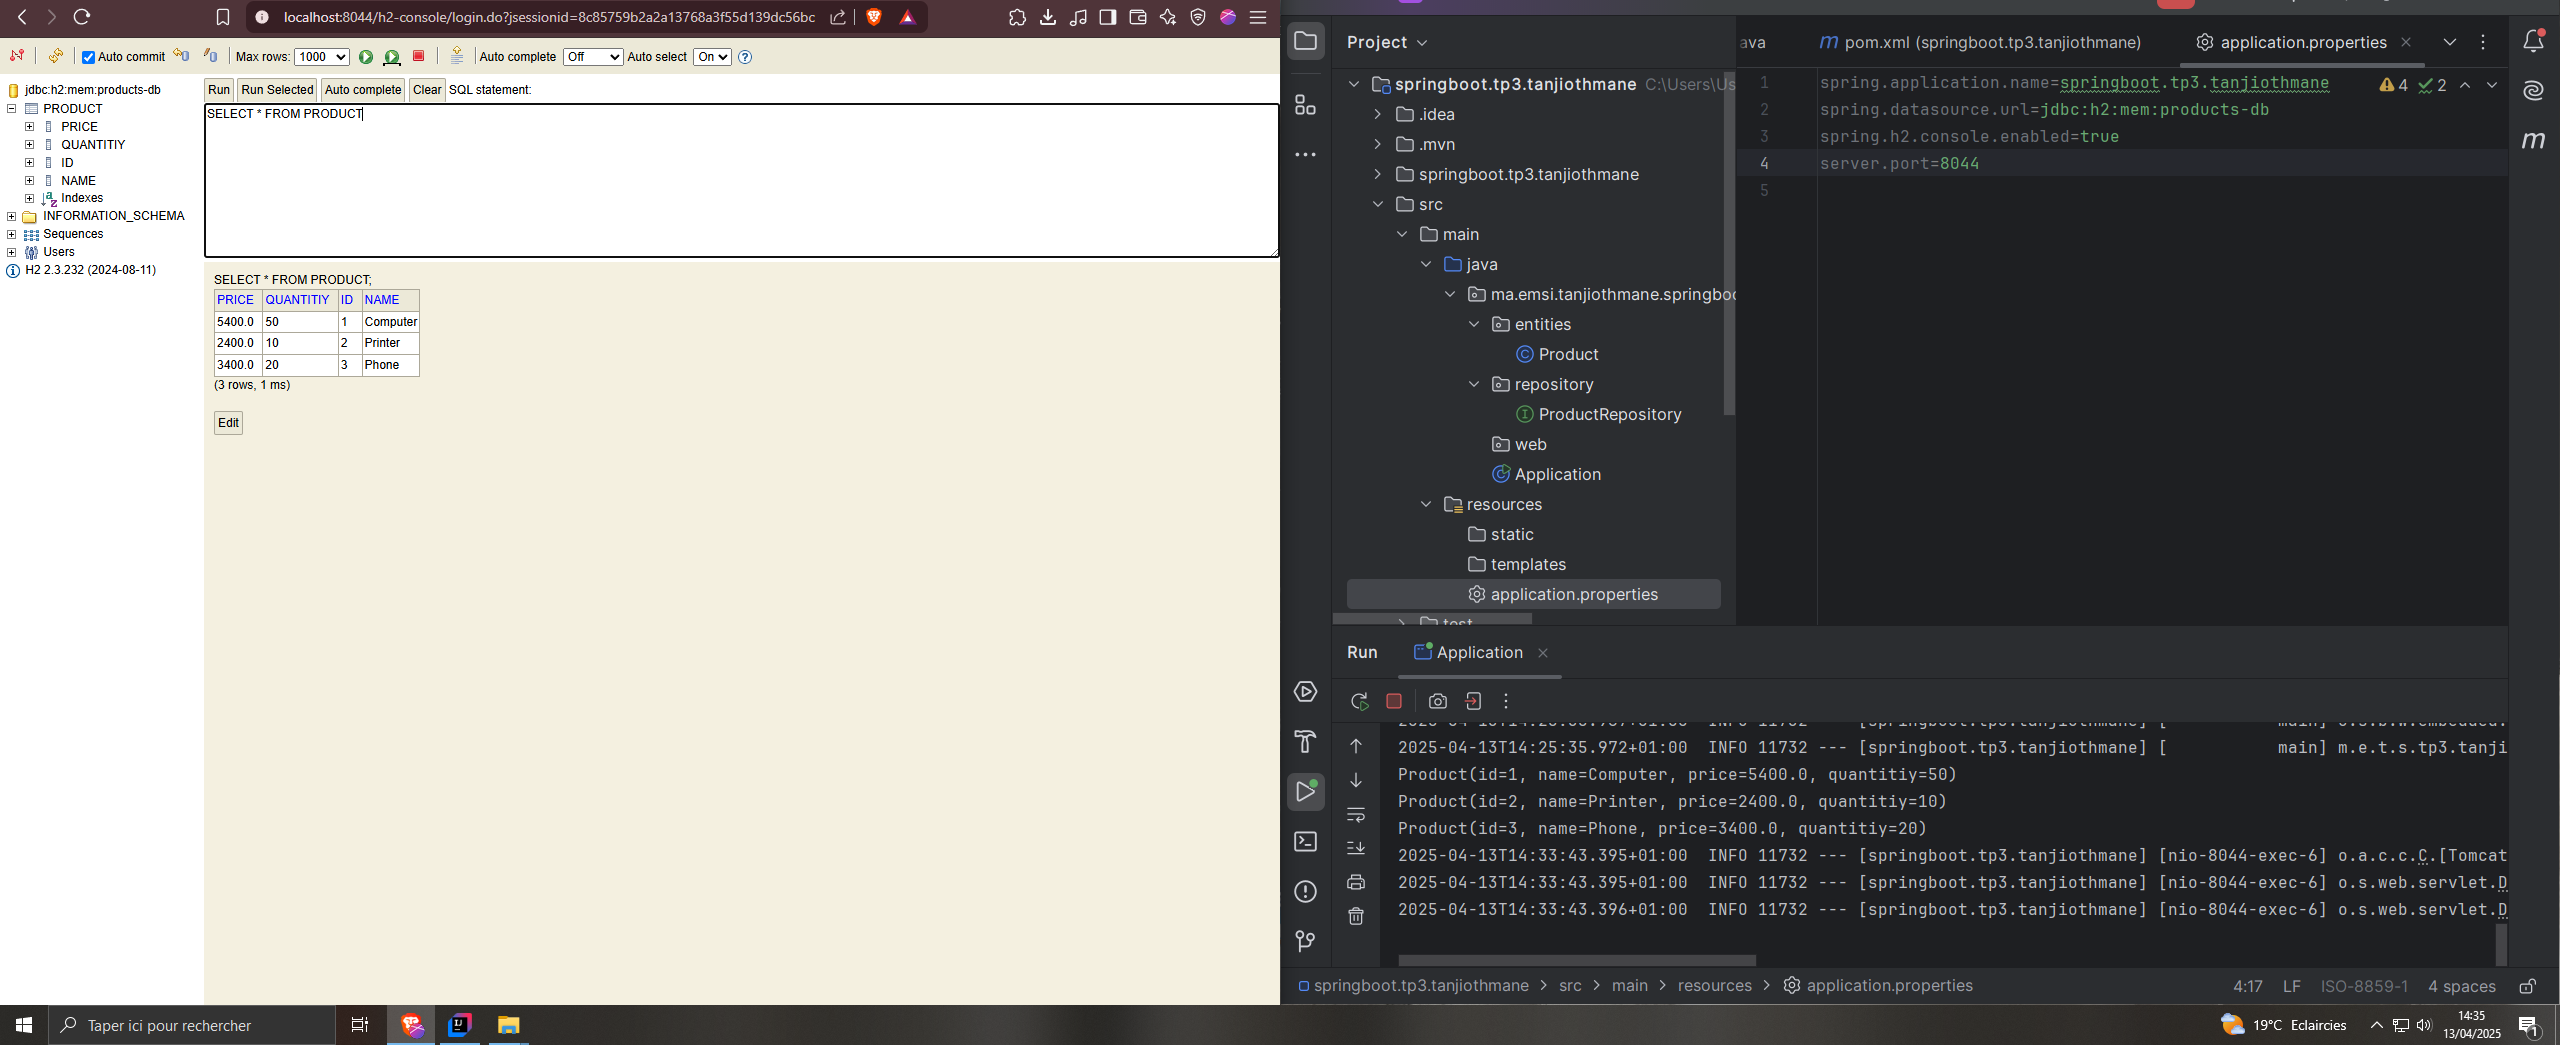 localhost:8044/h2-console/login.do?jsessionid=8c85759b2a2a13768a3f55d139dc56bc
Auto commit Max rows: 1000 Auto complete Off Auto select On
jdbc:h2:mem:products-db
PRODUCT
PRICE
QUANTITIY
ID
NAME
Indexes
INFORMATION_SCHEMA
Sequences
Users
H2 2.3.232 (2024-08-11)
Run Run Selected Auto complete Clear SQL statement:
SELECT * FROM PRODUCT
SELECT * FROM PRODUCT;
PRICE QUANTITIY ID NAME
5400.0 50 1 Computer
2400.0 10 2 Printer
3400.0 20 3 Phone
(3 rows, 1 ms)
Edit
Project
springboot.tp3.tanjiothmane C:\Users\Us
.idea
.mvn
springboot.tp3.tanjiothmane
src
main
java
ma.emsi.tanjiothmane.springboo
entities
Product
repository
ProductRepository
web
Application
resources
static
templates
application.properties
test
ava pom.xml (springboot.tp3.tanjiothmane) application.properties
1 spring.application.name=springboot.tp3.tanjiothmane
2 spring.datasource.url=jdbc:h2:mem:products-db
3 spring.h2.console.enabled=true
4 server.port=8044
5
4 2
Run Application
2025-04-13T14:25:35.972+01:00 INFO 11732 --- [springboot.tp3.tanjiothmane] [ main] m.e.t.s.tp3.tanji
Product(id=1, name=Computer, price=5400.0, quantitiy=50)
Product(id=2, name=Printer, price=2400.0, quantitiy=10)
Product(id=3, name=Phone, price=3400.0, quantitiy=20)
2025-04-13T14:33:43.395+01:00 INFO 11732 --- [springboot.tp3.tanjiothmane] [nio-8044-exec-6] o.a.c.c.C.[Tomcat
2025-04-13T14:33:43.395+01:00 INFO 11732 --- [springboot.tp3.tanjiothmane] [nio-8044-exec-6] o.s.web.servlet.D
2025-04-13T14:33:43.396+01:00 INFO 11732 --- [springboot.tp3.tanjiothmane] [nio-8044-exec-6] o.s.web.servlet.D
springboot.tp3.tanjiothmane > src > main > resources > application.properties
4:17 LF ISO-8859-1 4 spaces
Taper ici pour rechercher
19°C Eclaircies
14:35
13/04/2025
1